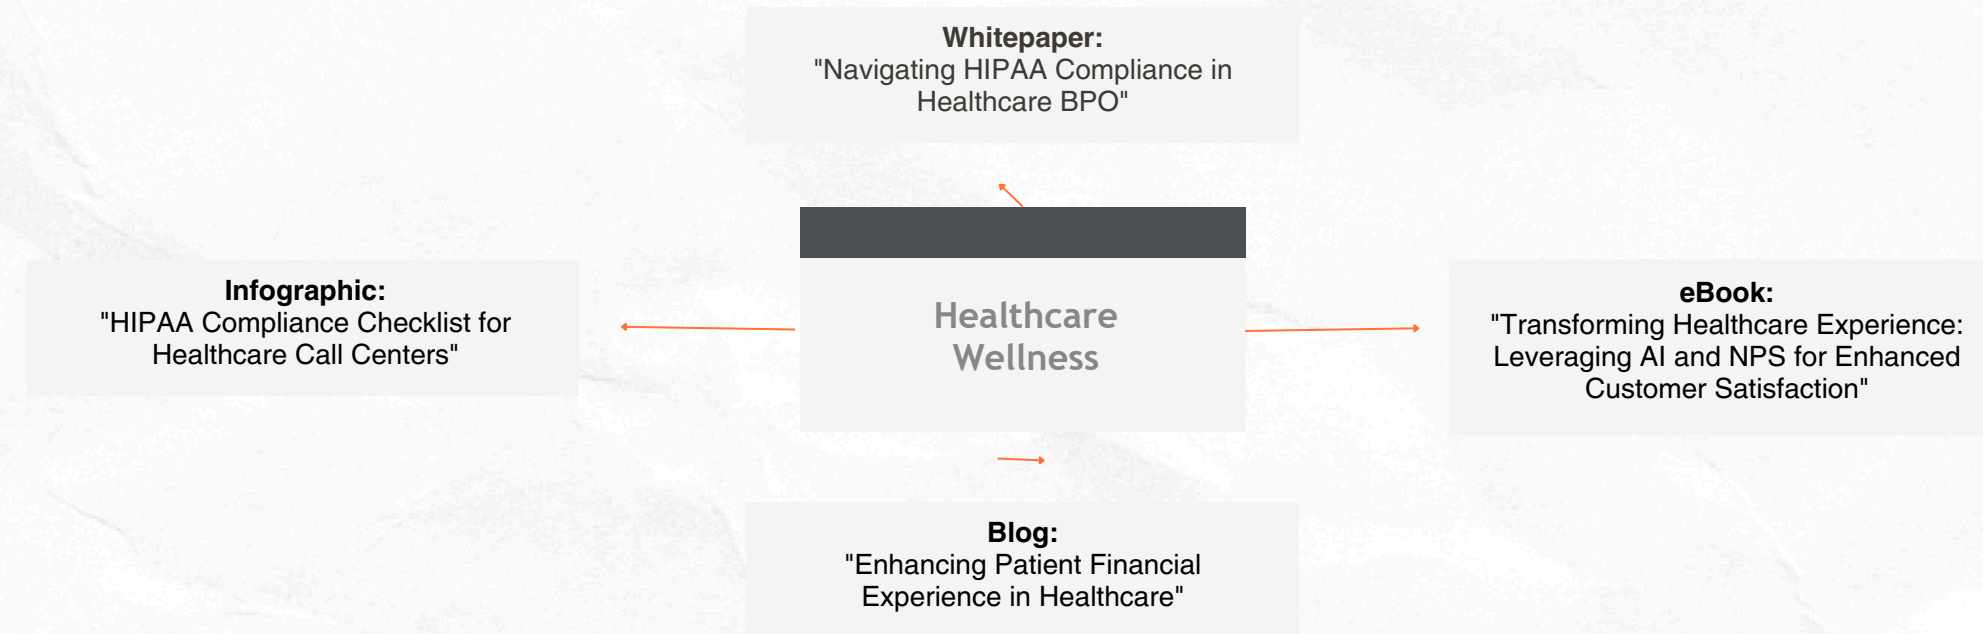 Whitepaper:
"Navigating HIPAA Compliance in
Healthcare BPO"
Infographic:
"HIPAA Compliance Checklist for
Healthcare Call Centers"
Healthcare
Wellness
eBook:
"Transforming Healthcare Experience:
Leveraging AI and NPS for Enhanced
Customer Satisfaction"
Blog:
"Enhancing Patient Financial
Experience in Healthcare"